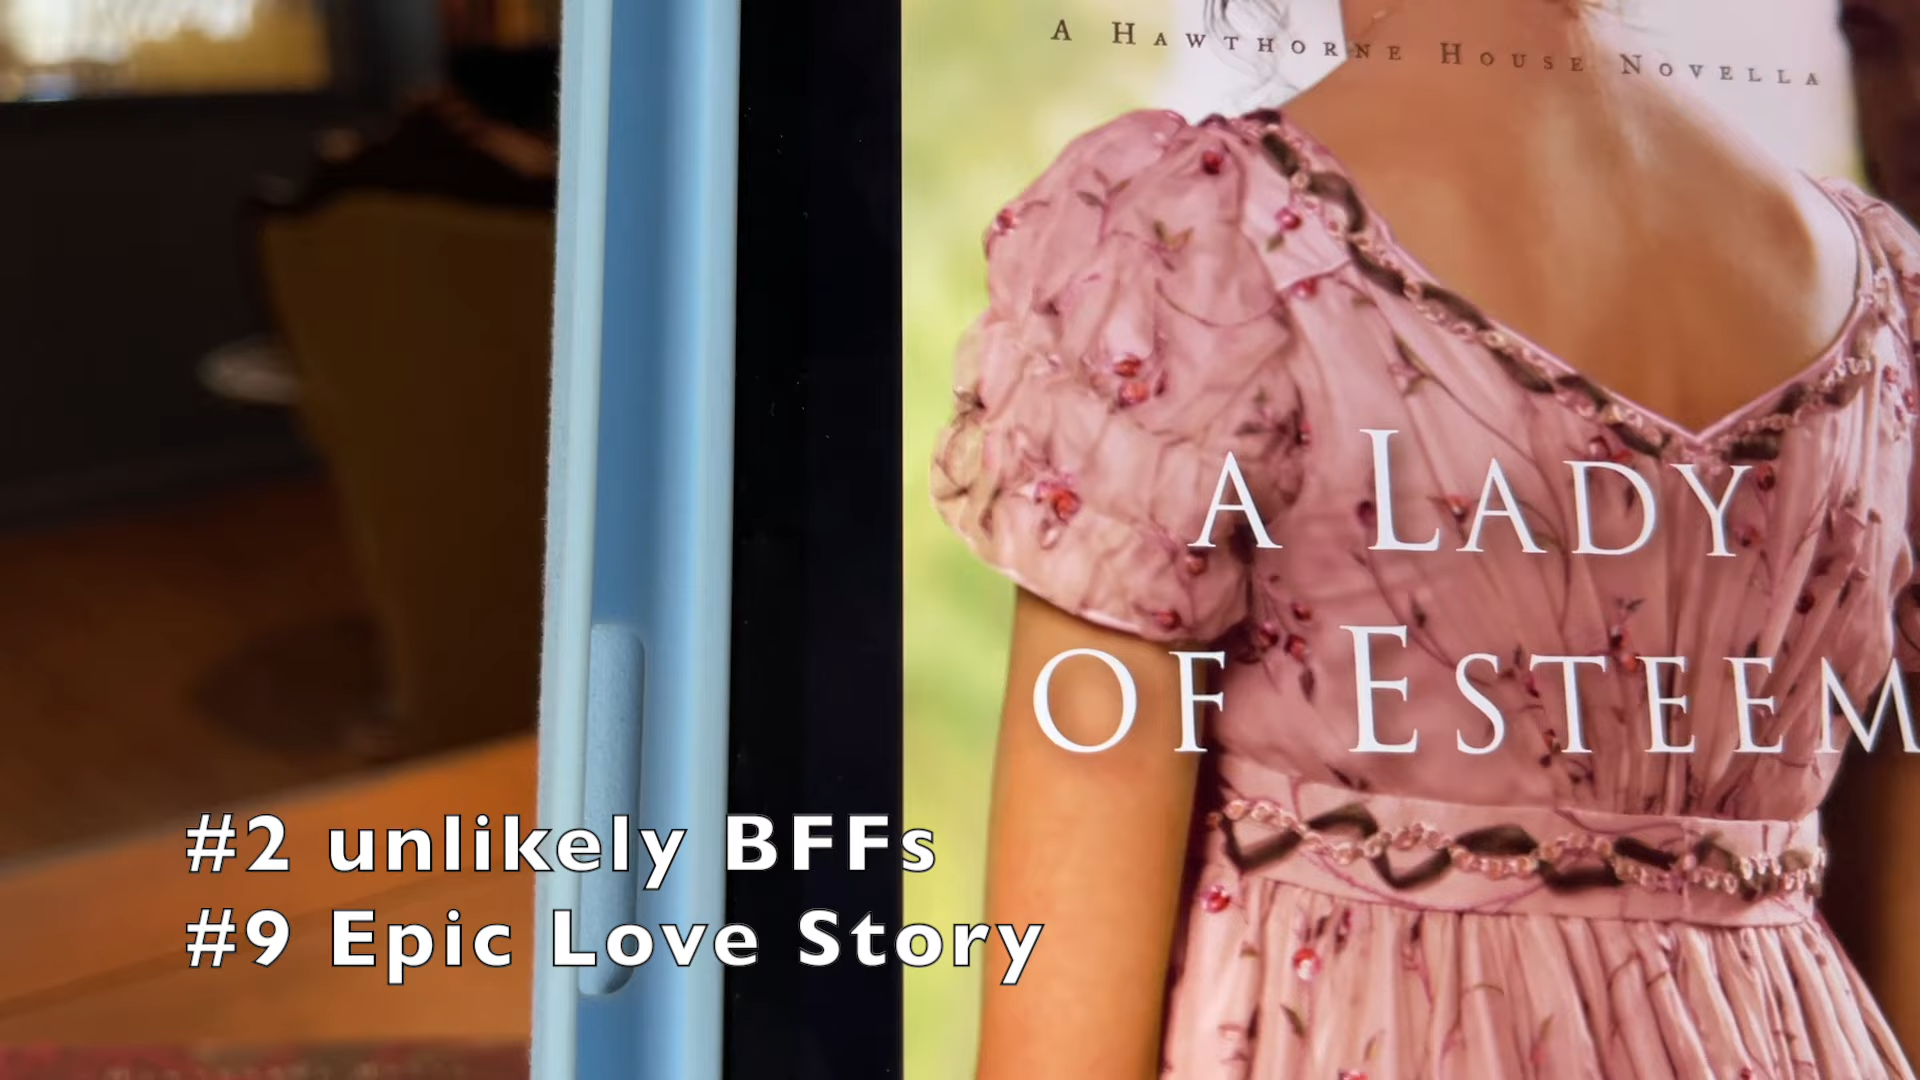 A HAWTHORNE HOUSE NOVELLA
A LADY
OF ESTEEM
#2 unlikely BFFs
#9 Epic Love Story